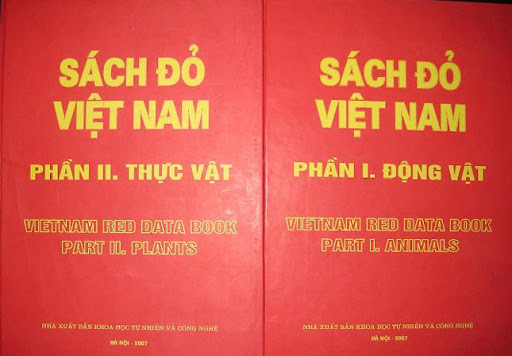 SÁCH ĐỎ
VIỆT NAM
PHẦN II. THỰC VẬT
VIETNAM RED DATA BOOK
PART II. PLANTS
NHÀ XUẤT BẢN KHOA HỌC TỰ NHIÊN VÀ CÔNG NGHỆ
HÀ NỘI - 2007
SÁCH ĐỎ
VIỆT NAM
PHẦN I. ĐỘNG VẬT
VIETNAM RED DATA BOOK
PART I. ANIMALS
NHÀ XUẤT BẢN KHOA HỌC TỰ NHIÊN VÀ CÔNG NGHỆ
HÀ NỘI - 2007